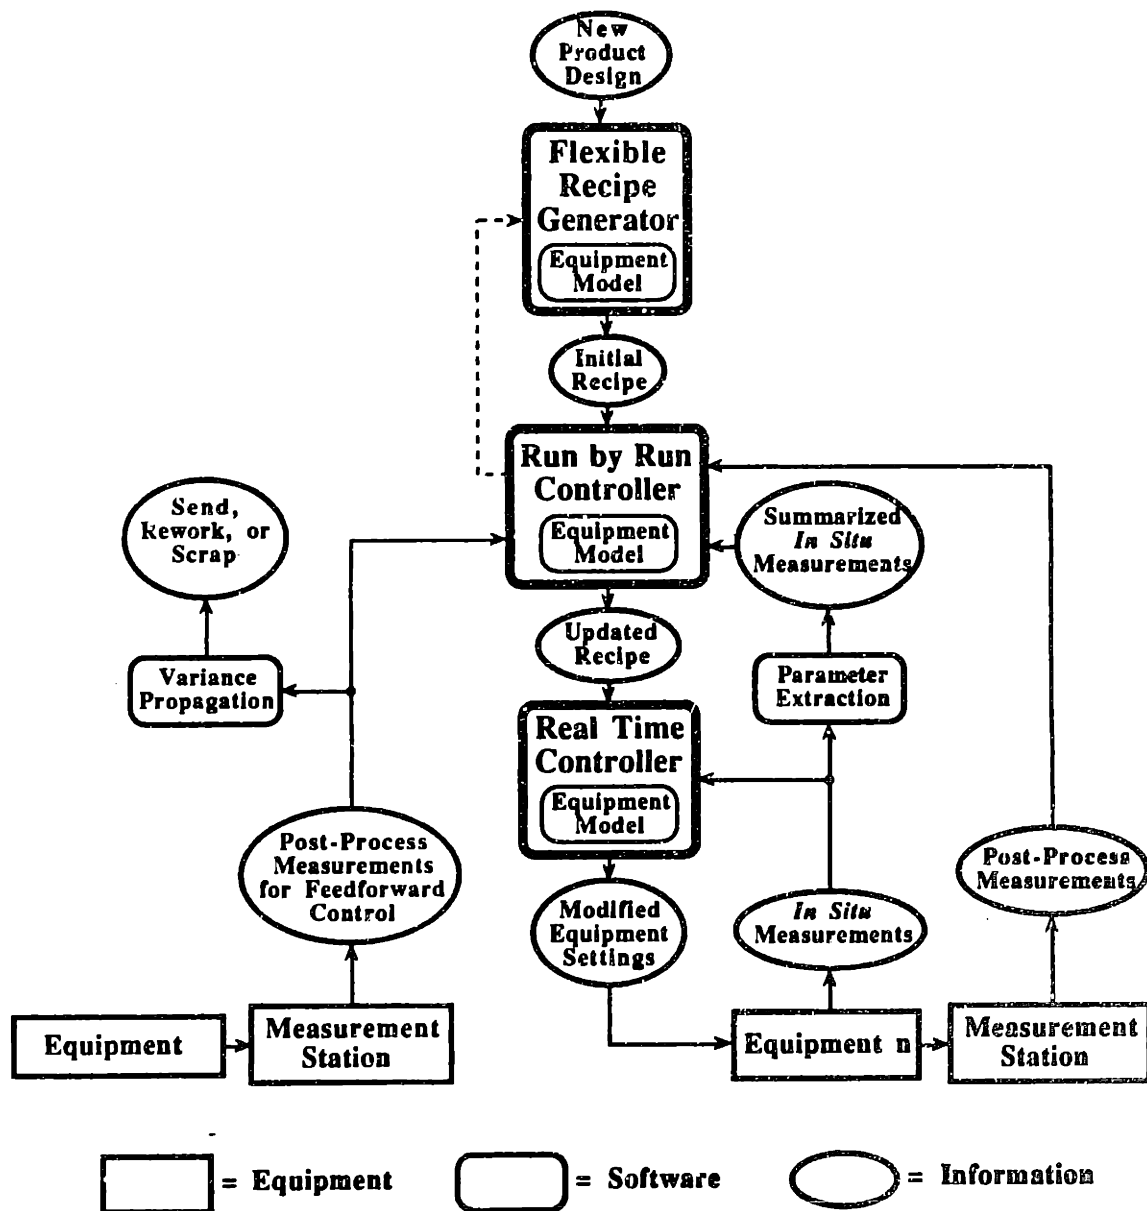 New
Product
Design
Flexible
Recipe
Generator
Equipment
Model
Initial
Recipe
Run by Run
Controller
Equipment
Model
Send,
Rework, or
Scrap
Summarized
In Situ
Measurements
Updated
Recipe
Variance
Propagation
Parameter
Extraction
Real Time
Controller
Equipment
Model
Post-Process
Measurements
for Feedforward
Control
Modified
Equipment
Settings
In Situ
Measurements
Post-Process
Measurements
Equipment
Measurement
Station
Equipment n
Measurement
Station
= Equipment
= Software
= Information